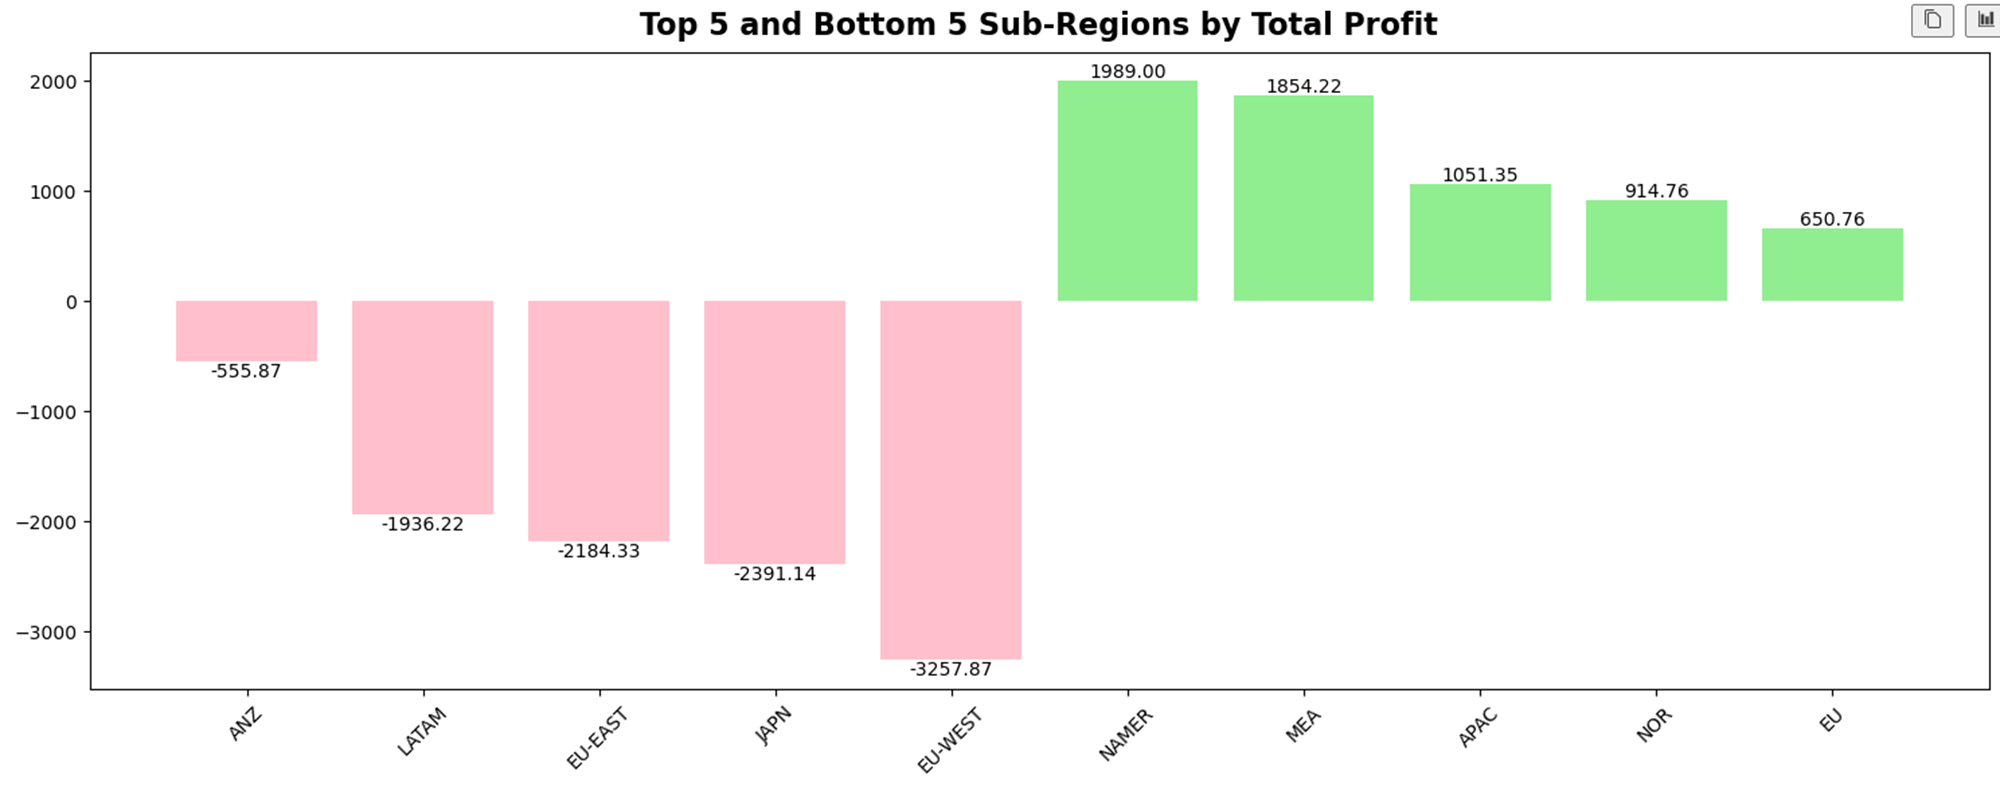 Top 5 and Bottom 5 Sub-Regions by Total Profit
2000
1000
0
−1000
−2000
−3000
-555.87
-1936.22
-2184.33
-2391.14
-3257.87
1989.00
1854.22
1051.35
914.76
650.76
ANZ
LATAM
EU-EAST
JAPN
EU-WEST
NAMER
MEA
APAC
NOR
EU